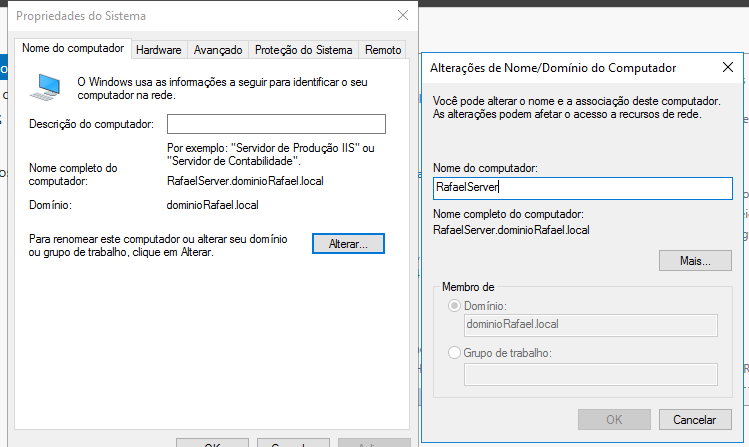 Propriedades do Sistema
Nome do computador
Hardware
Avançado
Proteção do Sistema
Remoto
O Windows usa as informações a seguir para identificar o seu
computador na rede.
Descrição do computador:
Por exemplo: "Servidor de Produção IIS" ou
"Servidor de Contabilidade".
Nome completo do
computador:
RafaelServer.dominioRafael.local
Domínio:
dominioRafael.local
Para renomear este computador ou alterar seu domínio
ou grupo de trabalho, clique em Alterar.
Alterar...
OK
Cancelar
Alterações de Nome/Domínio do Computador
Você pode alterar o nome e a associação deste computador.
As alterações podem afetar o acesso a recursos de rede.
Nome do computador:
RafaelServer
Nome completo do computador:
RafaelServer.dominioRafael.local
Mais...
Membro de
Domínio:
dominioRafael.local
Grupo de trabalho:
OK
Cancelar